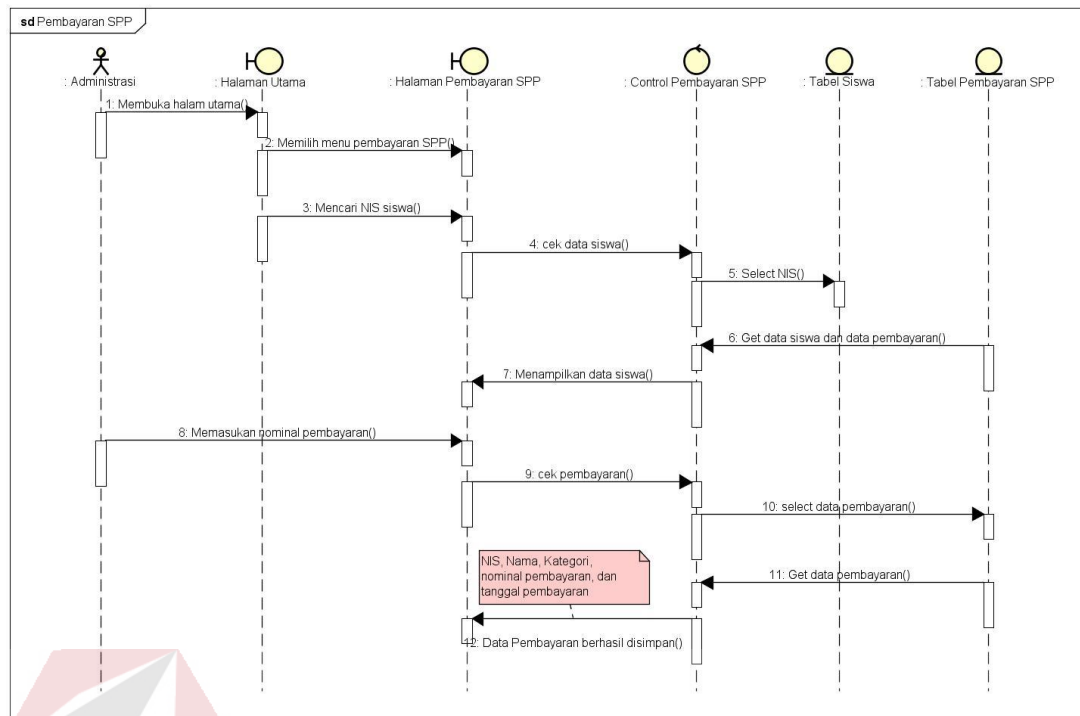 sd Pembayaran SPP
: Administrasi
: Halaman Utama
: Halaman Pembayaran SPP
: Control Pembayaran SPP
: Tabel Siswa
: Tabel Pembayaran SPP
1: Membuka halam utama()
2: Memilih menu pembayaran SPP()
3: Mencari NIS siswa()
4: cek data siswa()
5: Select NIS()
6: Get data siswa dan data pembayaran()
7: Menampilkan data siswa()
8: Memasukan nominal pembayaran()
9: cek pembayaran()
10: select data pembayaran()
NIS, Nama, Kategori,
nominal pembayaran, dan
tanggal pembayaran
11: Get data pembayaran()
12: Data Pembayaran berhasil disimpan()